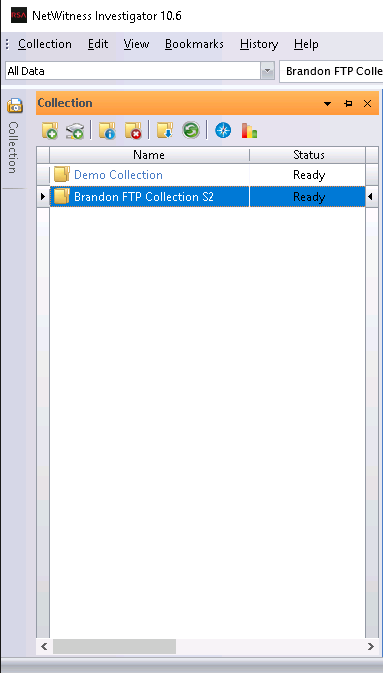 RSA NetWitness Investigator 10.6
Collection Edit View Bookmarks History Help
All Data Brandon FTP Colle
Collection
Collection
Name Status
Demo Collection Ready
Brandon FTP Collection S2 Ready